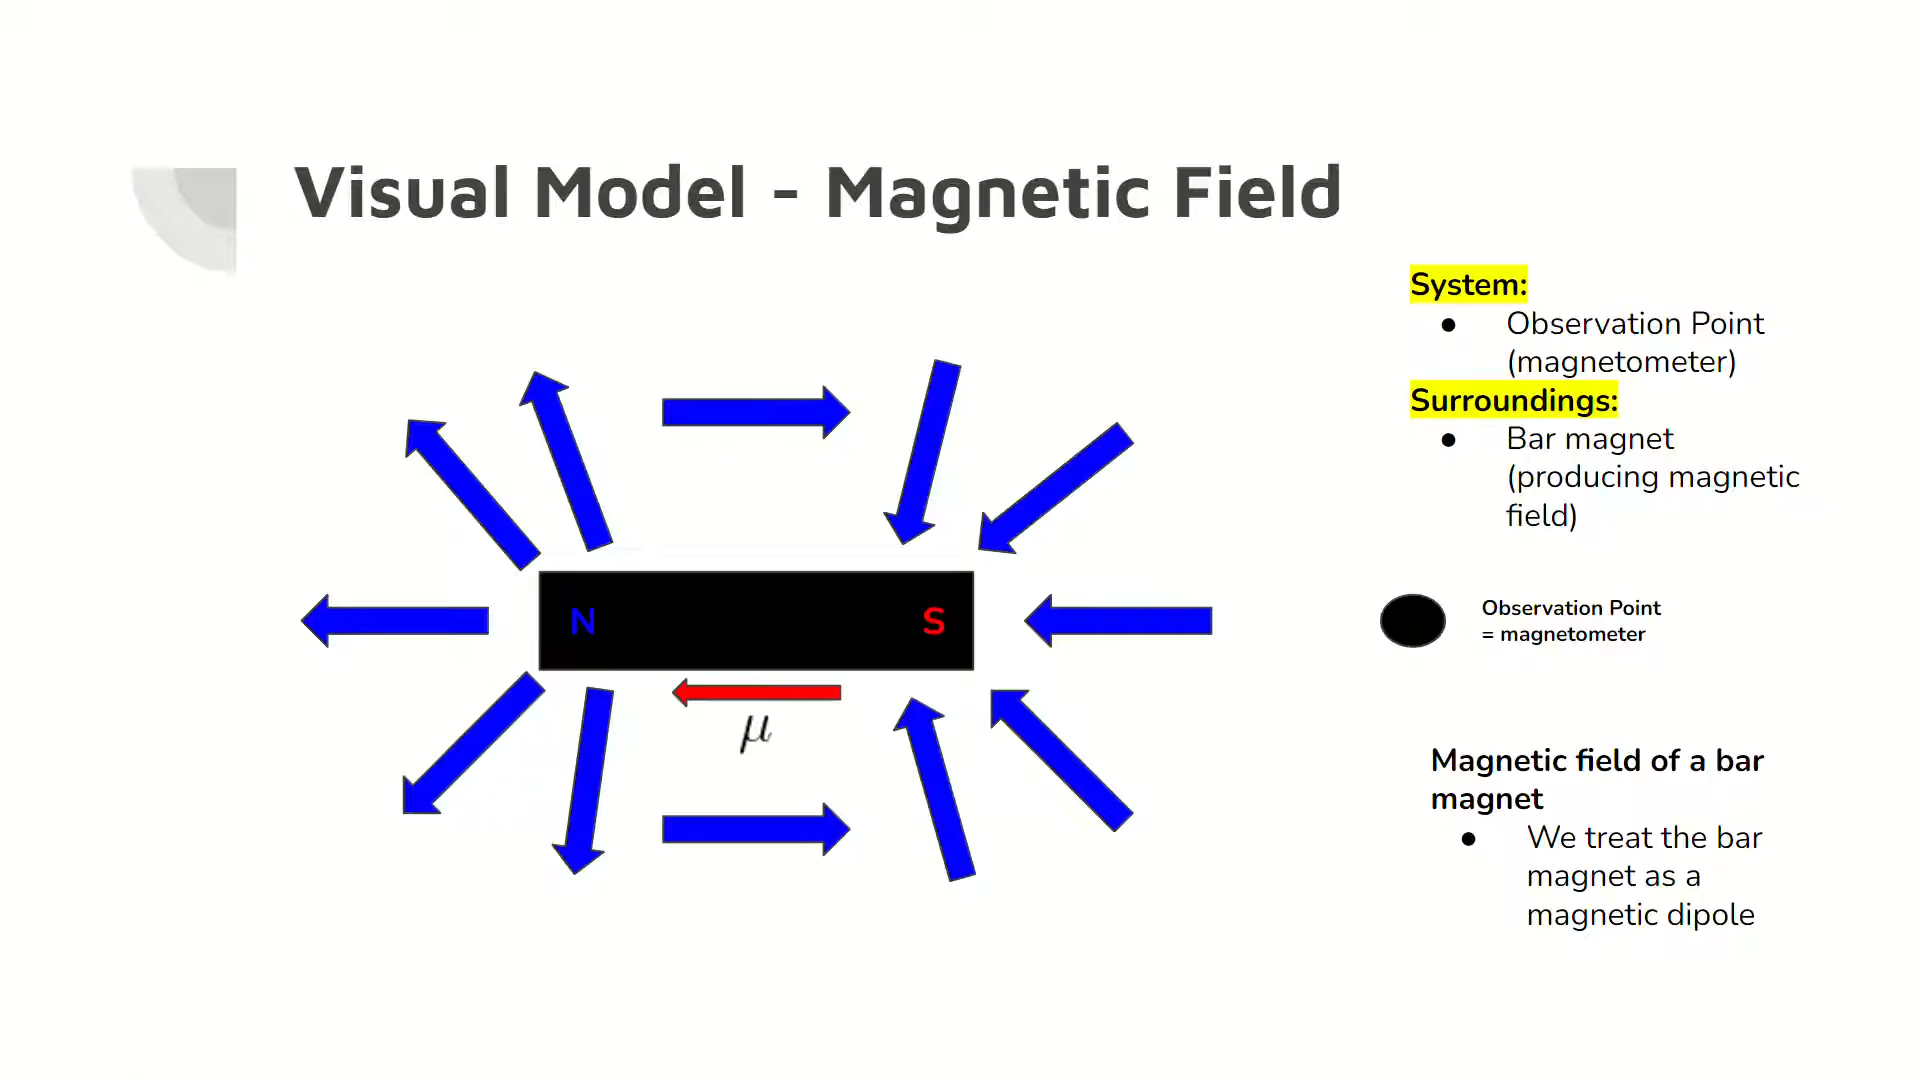 Visual Model - Magnetic Field
System:
● Observation Point
(magnetometer)
Surroundings:
● Bar magnet
(producing magnetic
field)
N
S
μ
Observation Point
= magnetometer
Magnetic field of a bar
magnet
● We treat the bar
magnet as a
magnetic dipole